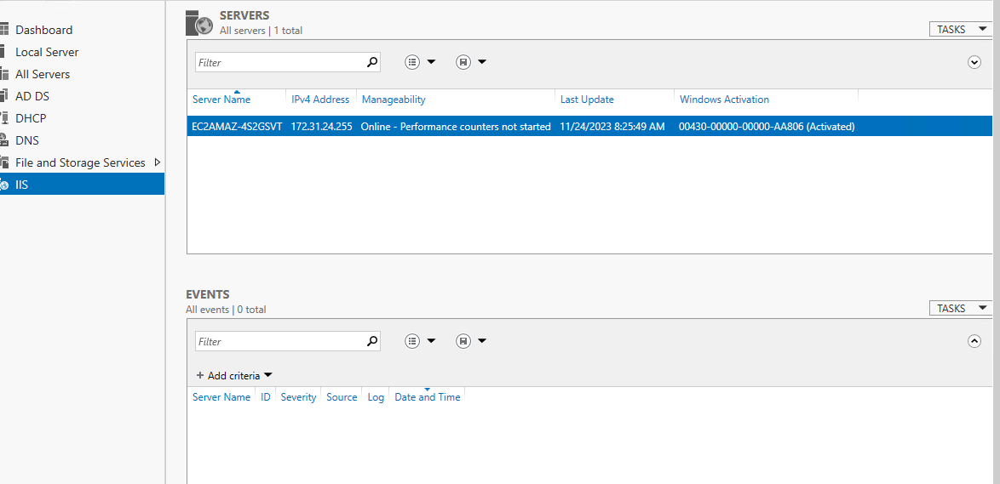 Dashboard
Local Server
All Servers
AD DS
DHCP
DNS
File and Storage Services
IIS
SERVERS
All servers | 1 total
TASKS
Filter
Server Name IPv4 Address Manageability Last Update Windows Activation
EC2AMAZ-4S2GSVT 172.31.24.255 Online - Performance counters not started 11/24/2023 8:25:49 AM 00430-00000-00000-AA806 (Activated)
EVENTS
All events | 0 total
TASKS
Filter
+ Add criteria
Server Name ID Severity Source Log Date and Time